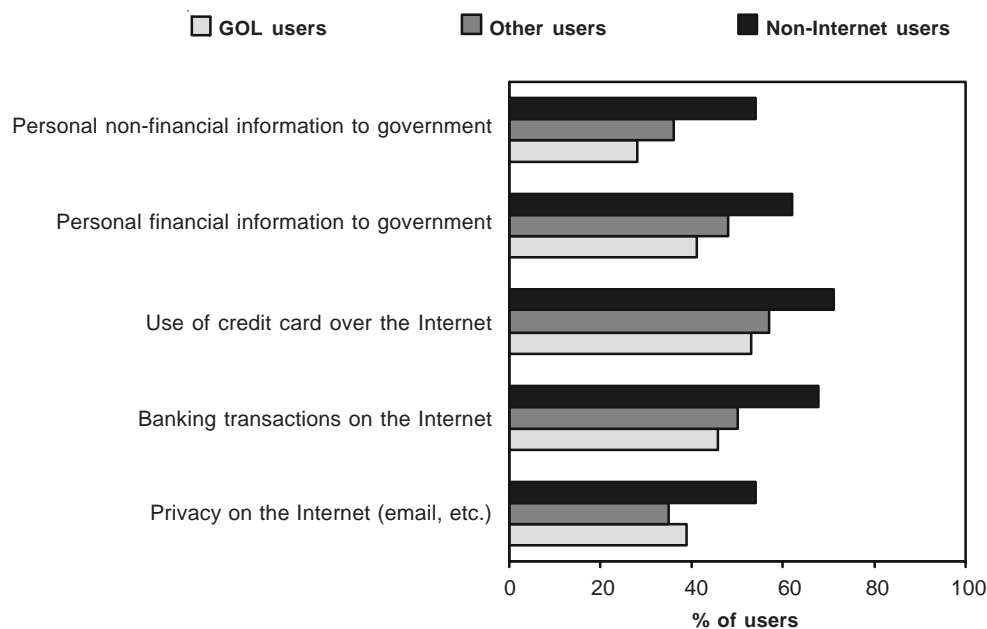 GOL users Other users Non-Internet users
Personal non-financial information to government
Personal financial information to government
Use of credit card over the Internet
Banking transactions on the Internet
Privacy on the Internet (email, etc.)
0 20 40 60 80 100
% of users